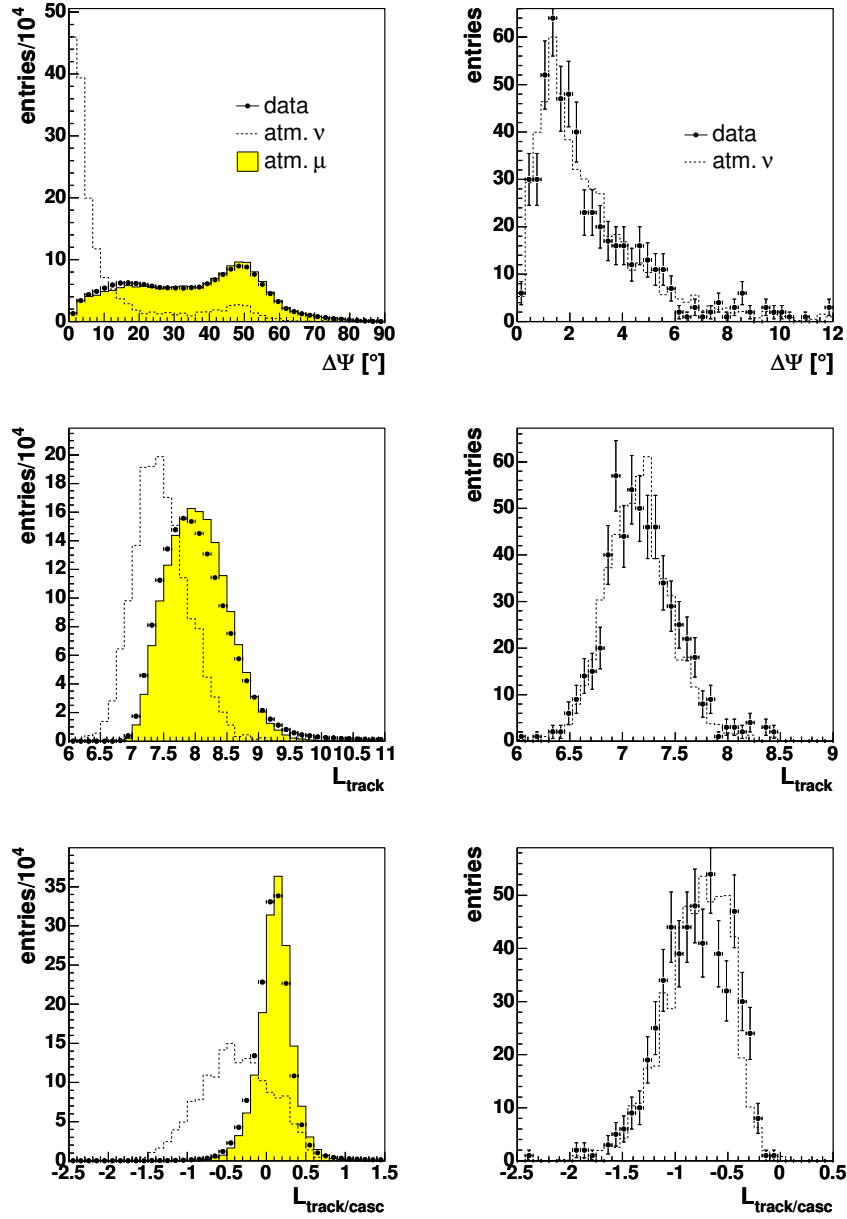 entries/10⁴
50
40
30
20
10
0
data
atm. ν
atm. μ
0 10 20 30 40 50 60 70 80 90
ΔΨ [°]
entries
60
50
40
30
20
10
0
data
atm. ν
0 2 4 6 8 10 12
ΔΨ [°]
entries/10⁴
20
18
16
14
12
10
8
6
4
2
0
6 6.5 7 7.5 8 8.5 9 9.5 10 10.5 11
L_track
entries
60
50
40
30
20
10
0
6 6.5 7 7.5 8 8.5 9
L_track
entries/10⁴
35
30
25
20
15
10
5
0
-2.5 -2 -1.5 -1 -0.5 0 0.5 1 1.5
L_track/casc
entries
50
40
30
20
10
0
-2.5 -2 -1.5 -1 -0.5 0 0.5
L_track/casc